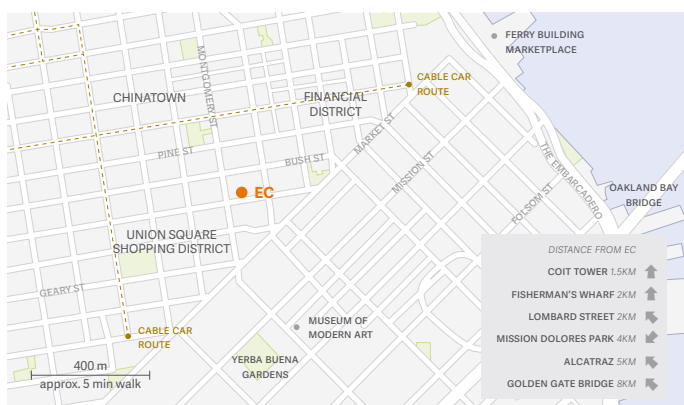 FERRY BUILDING
MARKETPLACE
MONTGOMERY ST
CABLE CAR
ROUTE
CHINATOWN
FINANCIAL
DISTRICT
MARKET ST
PINE ST
BUSH ST
MISSION ST
THE EMBARCADERO
EC
FOLSOM ST
OAKLAND BAY
BRIDGE
UNION SQUARE
SHOPPING DISTRICT
GEARY ST
CABLE CAR
ROUTE
MUSEUM OF
MODERN ART
YERBA BUENA
GARDENS
400 m
approx. 5 min walk
DISTANCE FROM EC
COIT TOWER 1.5KM
FISHERMAN'S WHARF 2KM
LOMBARD STREET 2KM
MISSION DOLORES PARK 4KM
ALCATRAZ 5KM
GOLDEN GATE BRIDGE 8KM